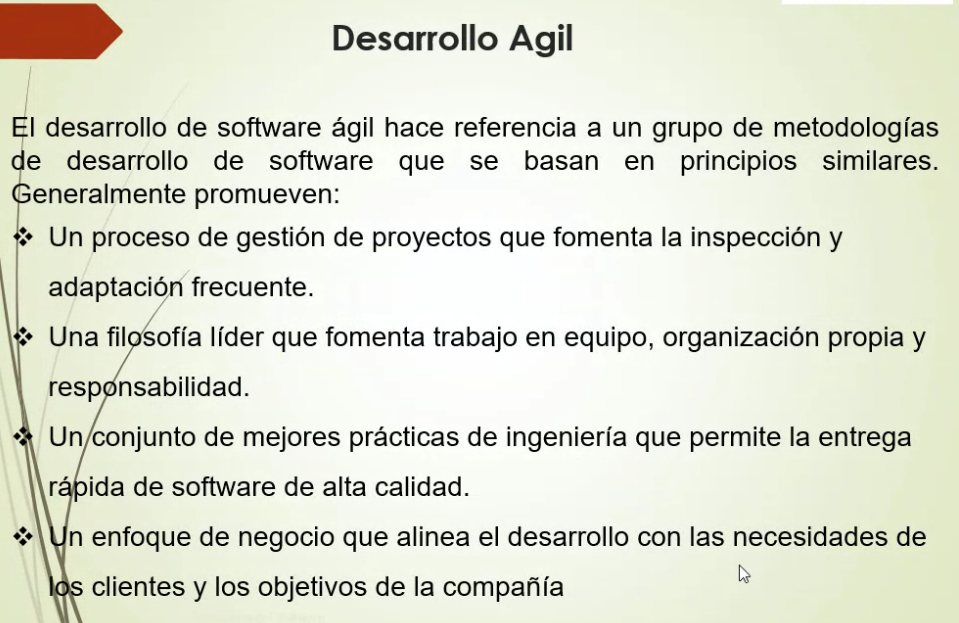 Desarrollo Agil
El desarrollo de software ágil hace referencia a un grupo de metodologías
de desarrollo de software que se basan en principios similares.
Generalmente promueven:
❖ Un proceso de gestión de proyectos que fomenta la inspección y
adaptación frecuente.
❖ Una filosofía líder que fomenta trabajo en equipo, organización propia y
responsabilidad.
❖ Un conjunto de mejores prácticas de ingeniería que permite la entrega
rápida de software de alta calidad.
❖ Un enfoque de negocio que alinea el desarrollo con las necesidades de
los clientes y los objetivos de la compañía